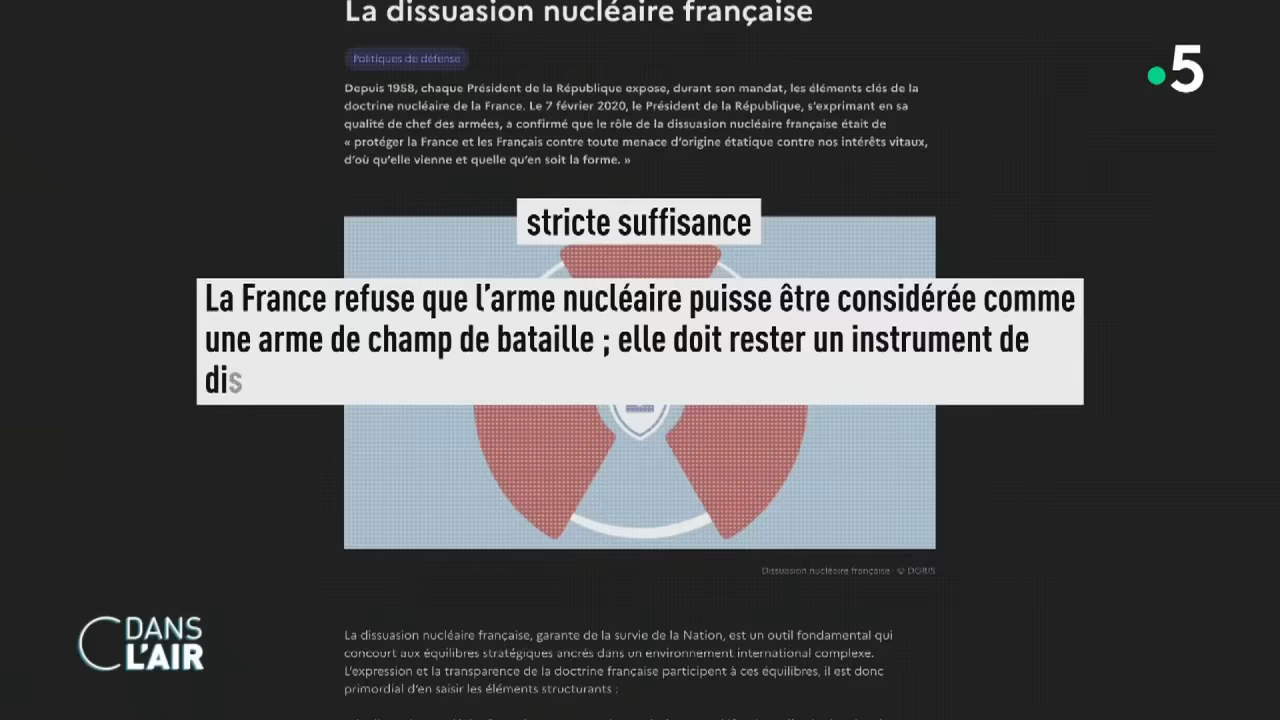 La dissuasion nucléaire française
5
Politiques de défense
Depuis 1958, chaque Président de la République expose, durant son mandat, les éléments clés de la
doctrine nucléaire de la France. Le 7 février 2020, le Président de la République, s'exprimant en sa
qualité de chef des armées, a confirmé que le rôle de la dissuasion nucléaire française était de
« protéger la France et les Français contre toute menace d'origine étatique contre nos intérêts vitaux,
d'où qu'elle vienne et quelle qu'en soit la forme. »
stricte suffisance
La France refuse que l'arme nucléaire puisse être considérée comme
une arme de champ de bataille ; elle doit rester un instrument de
dis
Dissuasion nucléaire française - © DGRIS
C DANS
L'AIR
La dissuasion nucléaire française, garante de la survie de la Nation, est un outil fondamental qui
concourt aux équilibres stratégiques ancrés dans un environnement international complexe.
L'expression et la transparence de la doctrine française participent à ces équilibres, il est donc
primordial d'en saisir les éléments structurants :